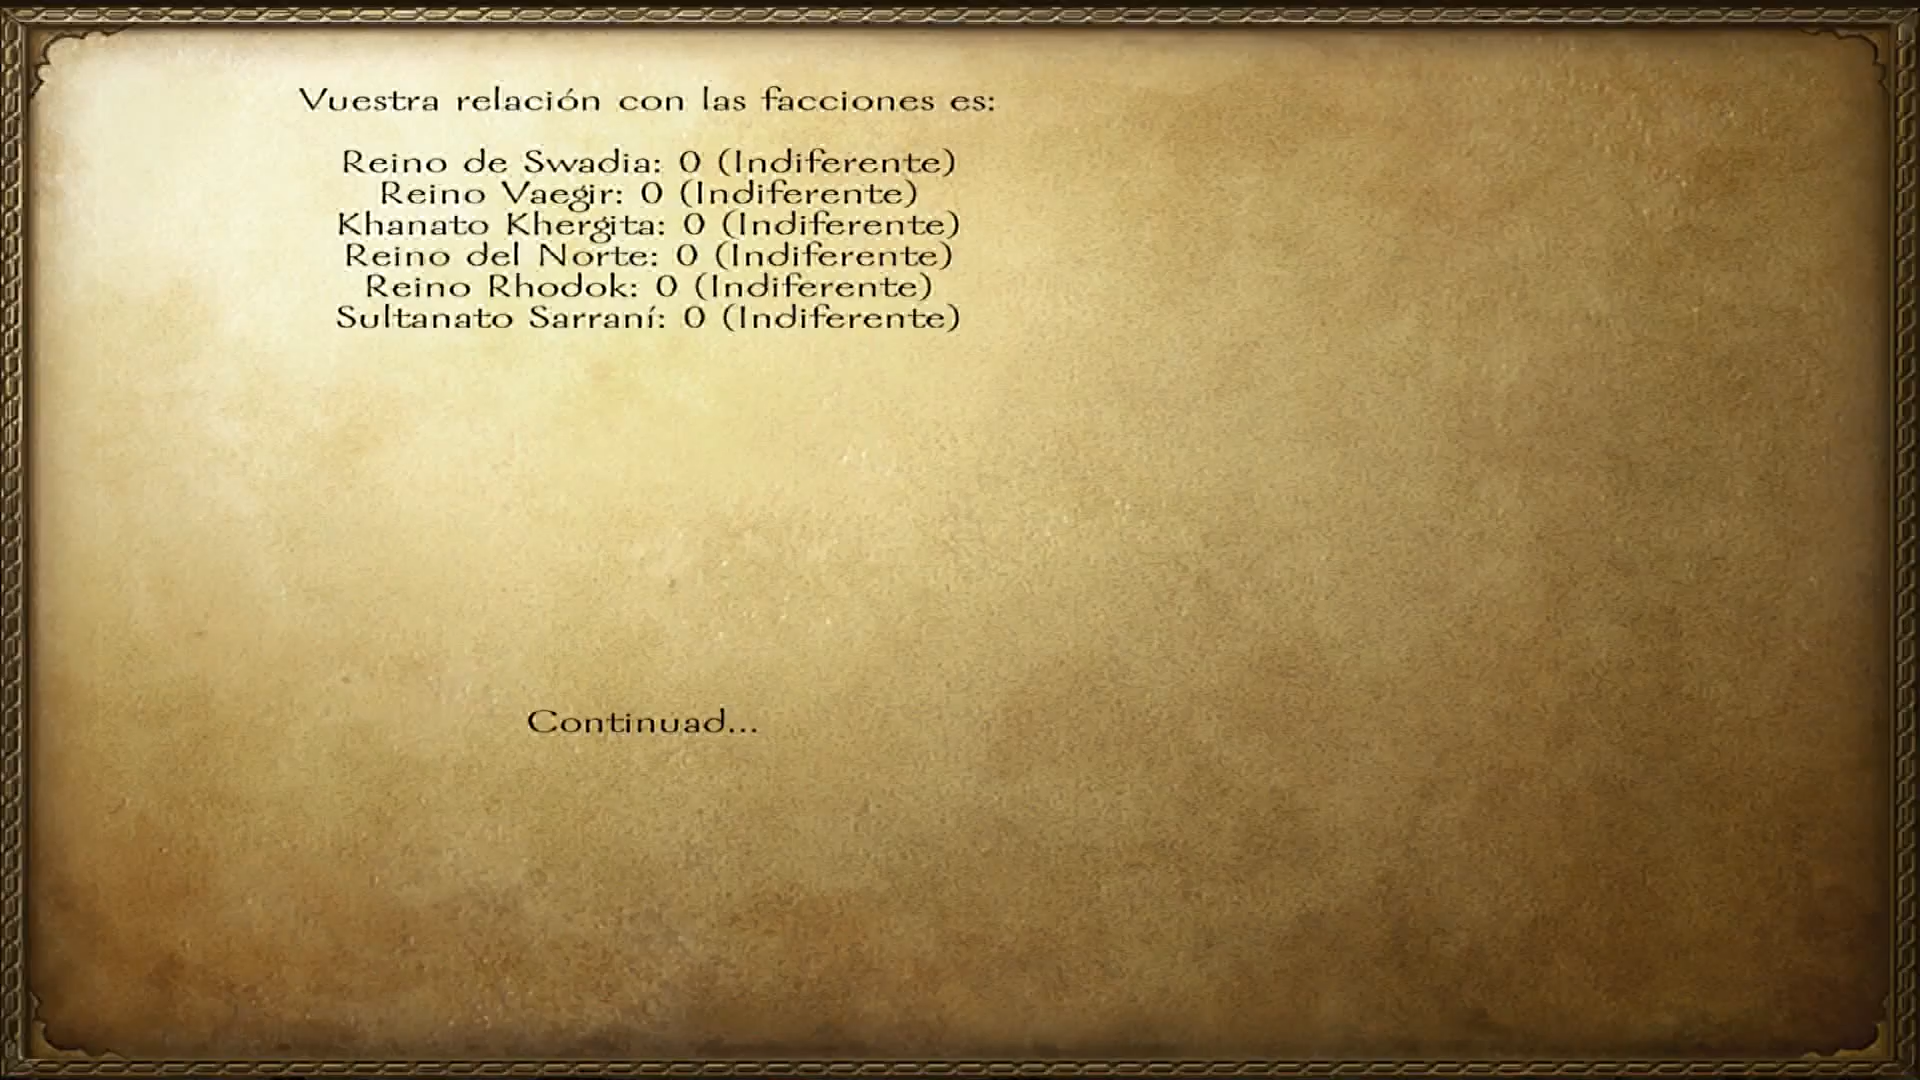 Vuestra relación con las facciones es:
Reino de Swadia: 0 (Indiferente)
Reino Vaegir: 0 (Indiferente)
Khanato Khergita: 0 (Indiferente)
Reino del Norte: 0 (Indiferente)
Reino Rhodok: 0 (Indiferente)
Sultanato Sarraní: 0 (Indiferente)
Continuad...